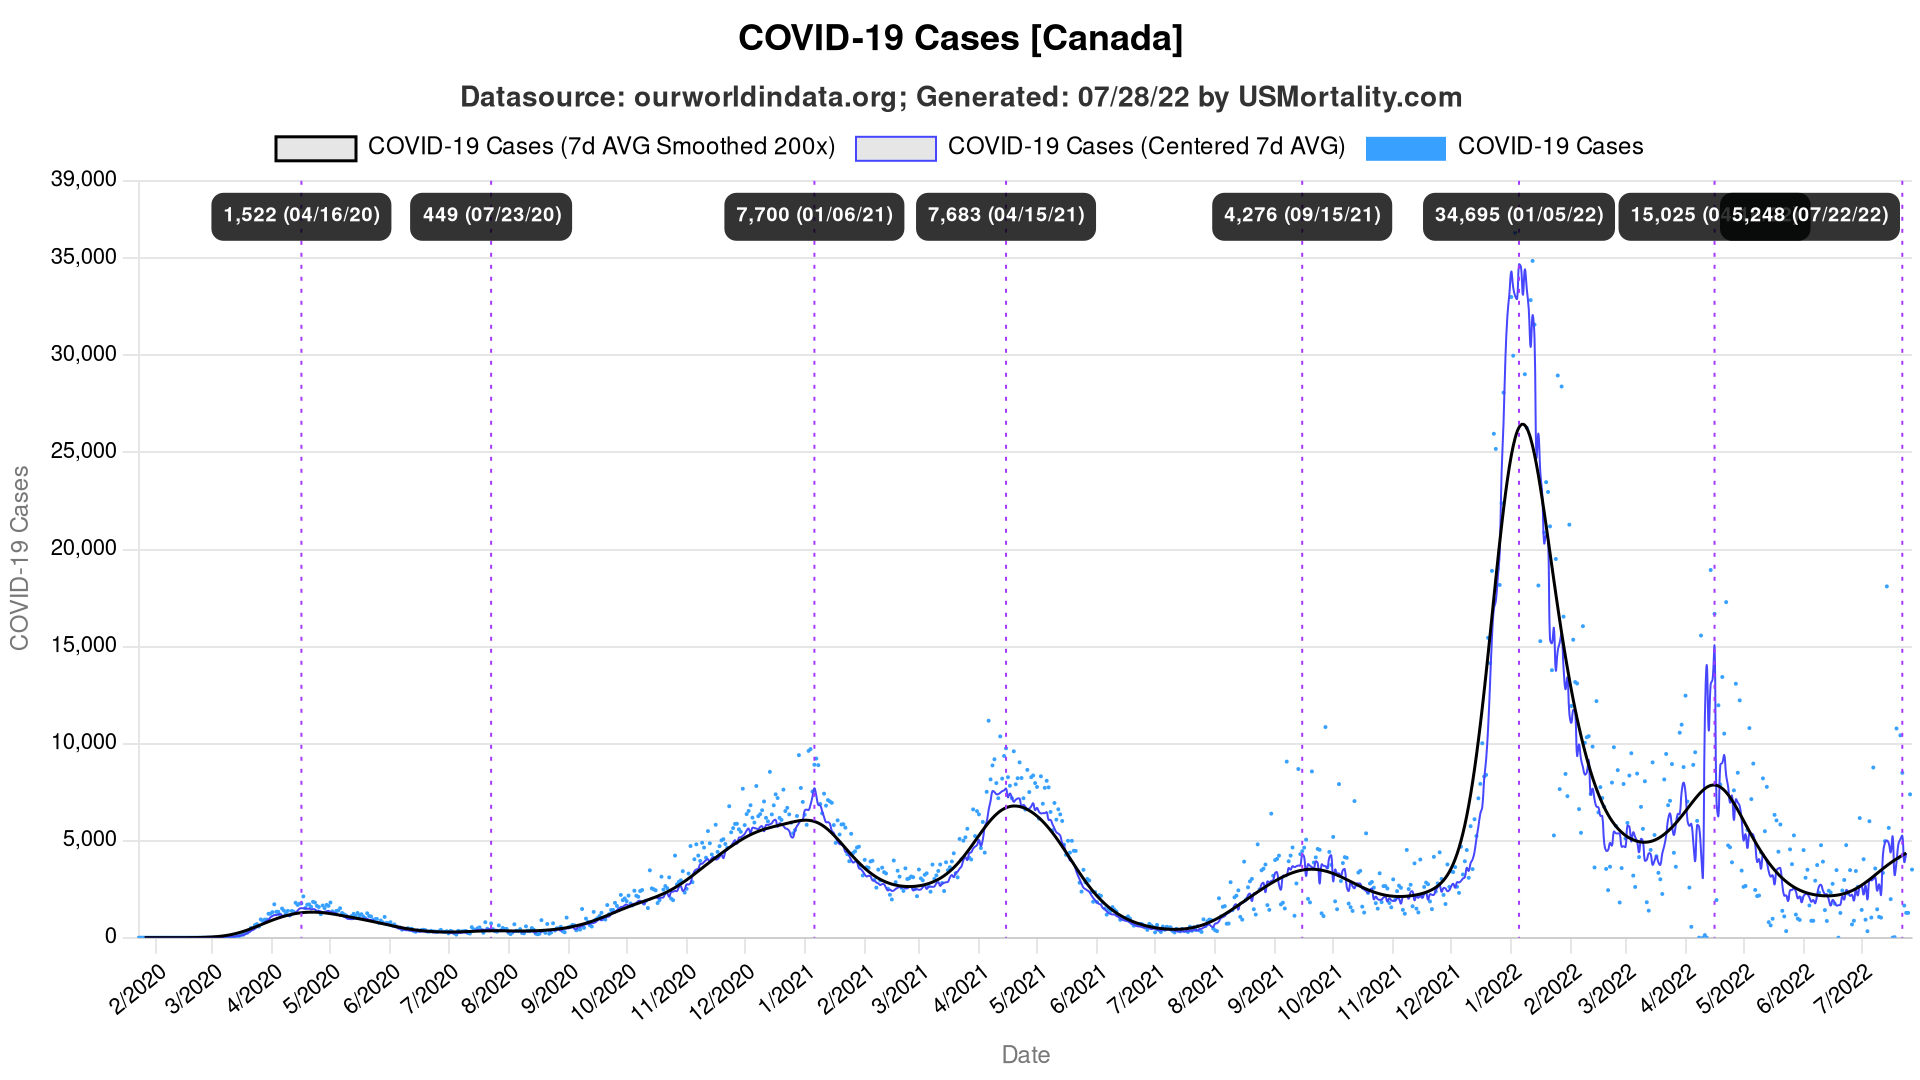 COVID-19 Cases [Canada]
Datasource: ourworldindata.org; Generated: 07/28/22 by USMortality.com
COVID-19 Cases (7d AVG Smoothed 200x) COVID-19 Cases (Centered 7d AVG) COVID-19 Cases
39,000
1,522 (04/16/20) 449 (07/23/20) 7,700 (01/06/21) 7,683 (04/15/21) 4,276 (09/15/21) 34,695 (01/05/22) 15,025 5,248 (07/22/22)
35,000
30,000
25,000
20,000
15,000
10,000
5,000
0
COVID-19 Cases
2/2020 3/2020 4/2020 5/2020 6/2020 7/2020 8/2020 9/2020 10/2020 11/2020 12/2020 1/2021 2/2021 3/2021 4/2021 5/2021 6/2021 7/2021 8/2021 9/2021 10/2021 11/2021 12/2021 1/2022 2/2022 3/2022 4/2022 5/2022 6/2022 7/2022
Date